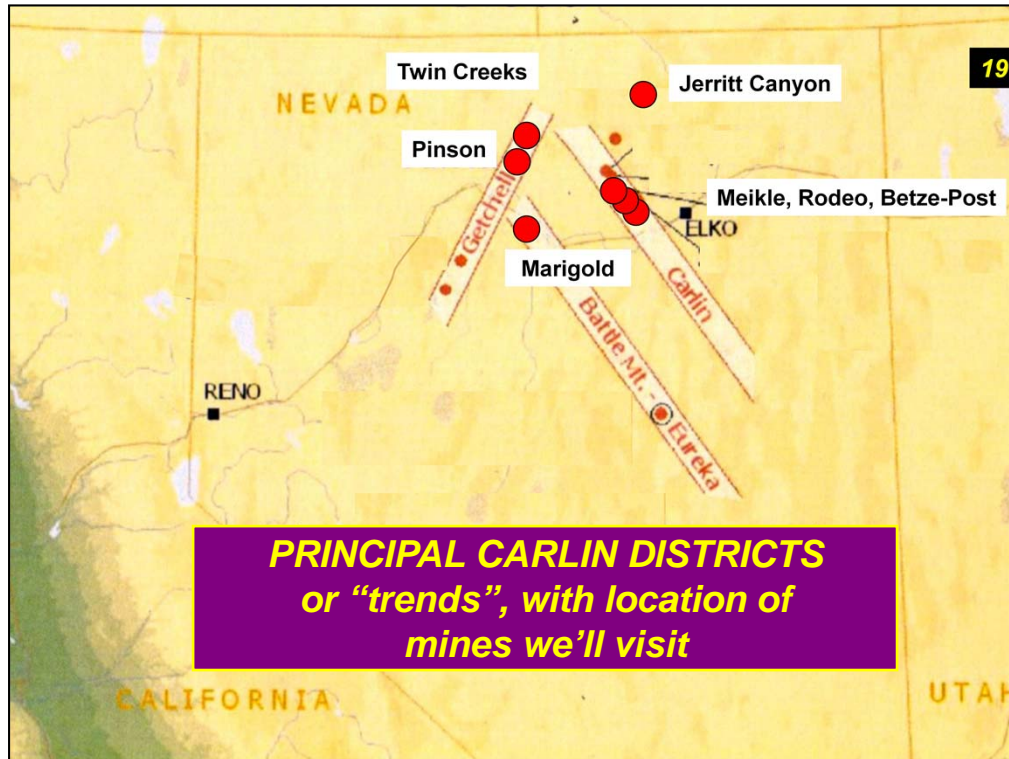 19
Twin Creeks
Jerritt Canyon
NEVADA
Pinson
Meikle, Rodeo, Betze-Post
ELKO
Getchell
Marigold
Carlin
Battle Mt. - Eureka
RENO
PRINCIPAL CARLIN DISTRICTS
or “trends”, with location of
mines we’ll visit
CALIFORNIA
UTAH